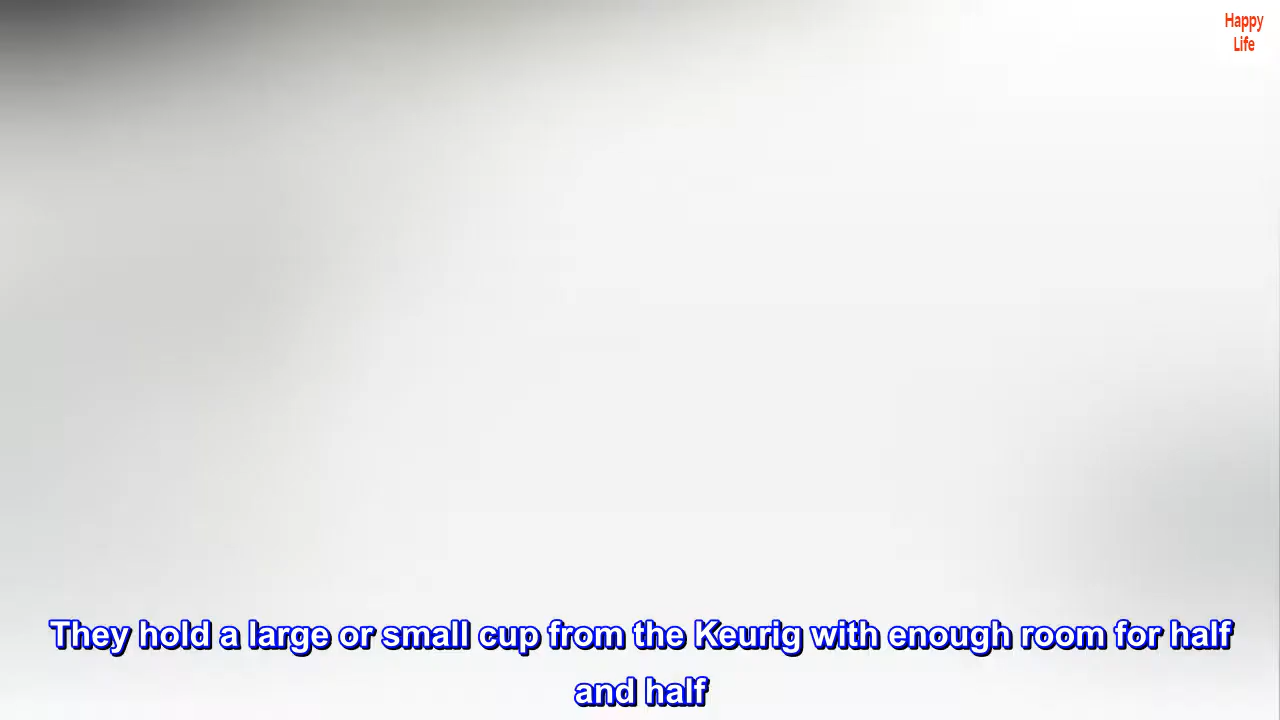 Happy
Life
They hold a large or small cup from the Keurig with enough room for half
and half